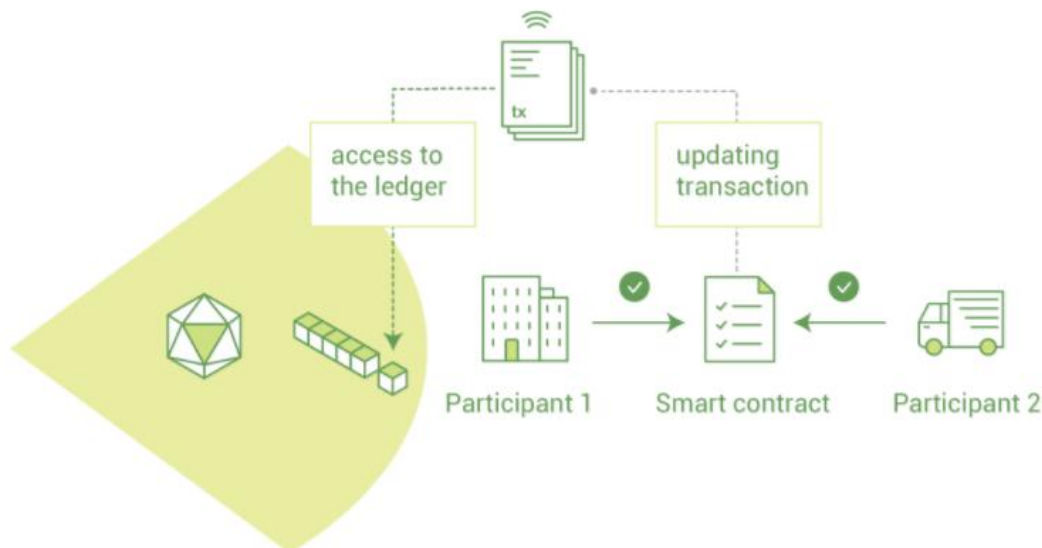 tx
access to
the ledger
updating
transaction
Participant 1
Smart contract
Participant 2